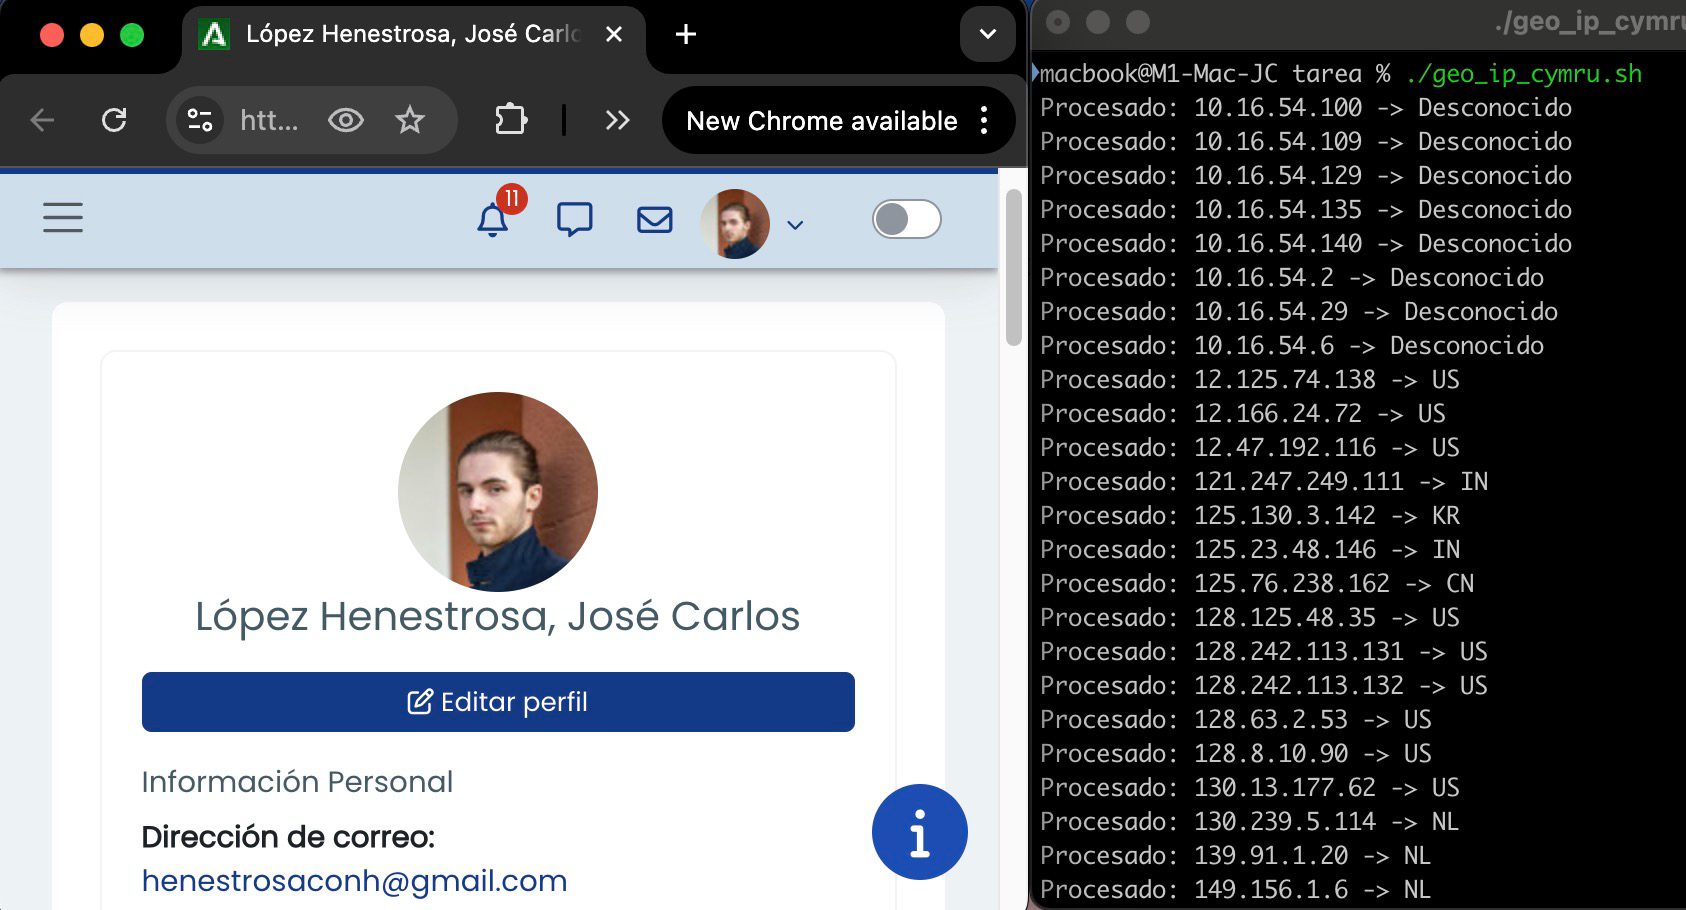 López Henestrosa, José Carlo
htt...
New Chrome available
11
López Henestrosa, José Carlos
Editar perfil
Información Personal
Dirección de correo:
henestrosaconh@gmail.com
./geo_ip_cymru
macbook@M1-Mac-JC tarea % ./geo_ip_cymru.sh
Procesado: 10.16.54.100 -> Desconocido
Procesado: 10.16.54.109 -> Desconocido
Procesado: 10.16.54.129 -> Desconocido
Procesado: 10.16.54.135 -> Desconocido
Procesado: 10.16.54.140 -> Desconocido
Procesado: 10.16.54.2 -> Desconocido
Procesado: 10.16.54.29 -> Desconocido
Procesado: 10.16.54.6 -> Desconocido
Procesado: 12.125.74.138 -> US
Procesado: 12.166.24.72 -> US
Procesado: 12.47.192.116 -> US
Procesado: 121.247.249.111 -> IN
Procesado: 125.130.3.142 -> KR
Procesado: 125.23.48.146 -> IN
Procesado: 125.76.238.162 -> CN
Procesado: 128.125.48.35 -> US
Procesado: 128.242.113.131 -> US
Procesado: 128.242.113.132 -> US
Procesado: 128.63.2.53 -> US
Procesado: 128.8.10.90 -> US
Procesado: 130.13.177.62 -> US
Procesado: 130.239.5.114 -> NL
Procesado: 139.91.1.20 -> NL
Procesado: 149.156.1.6 -> NL